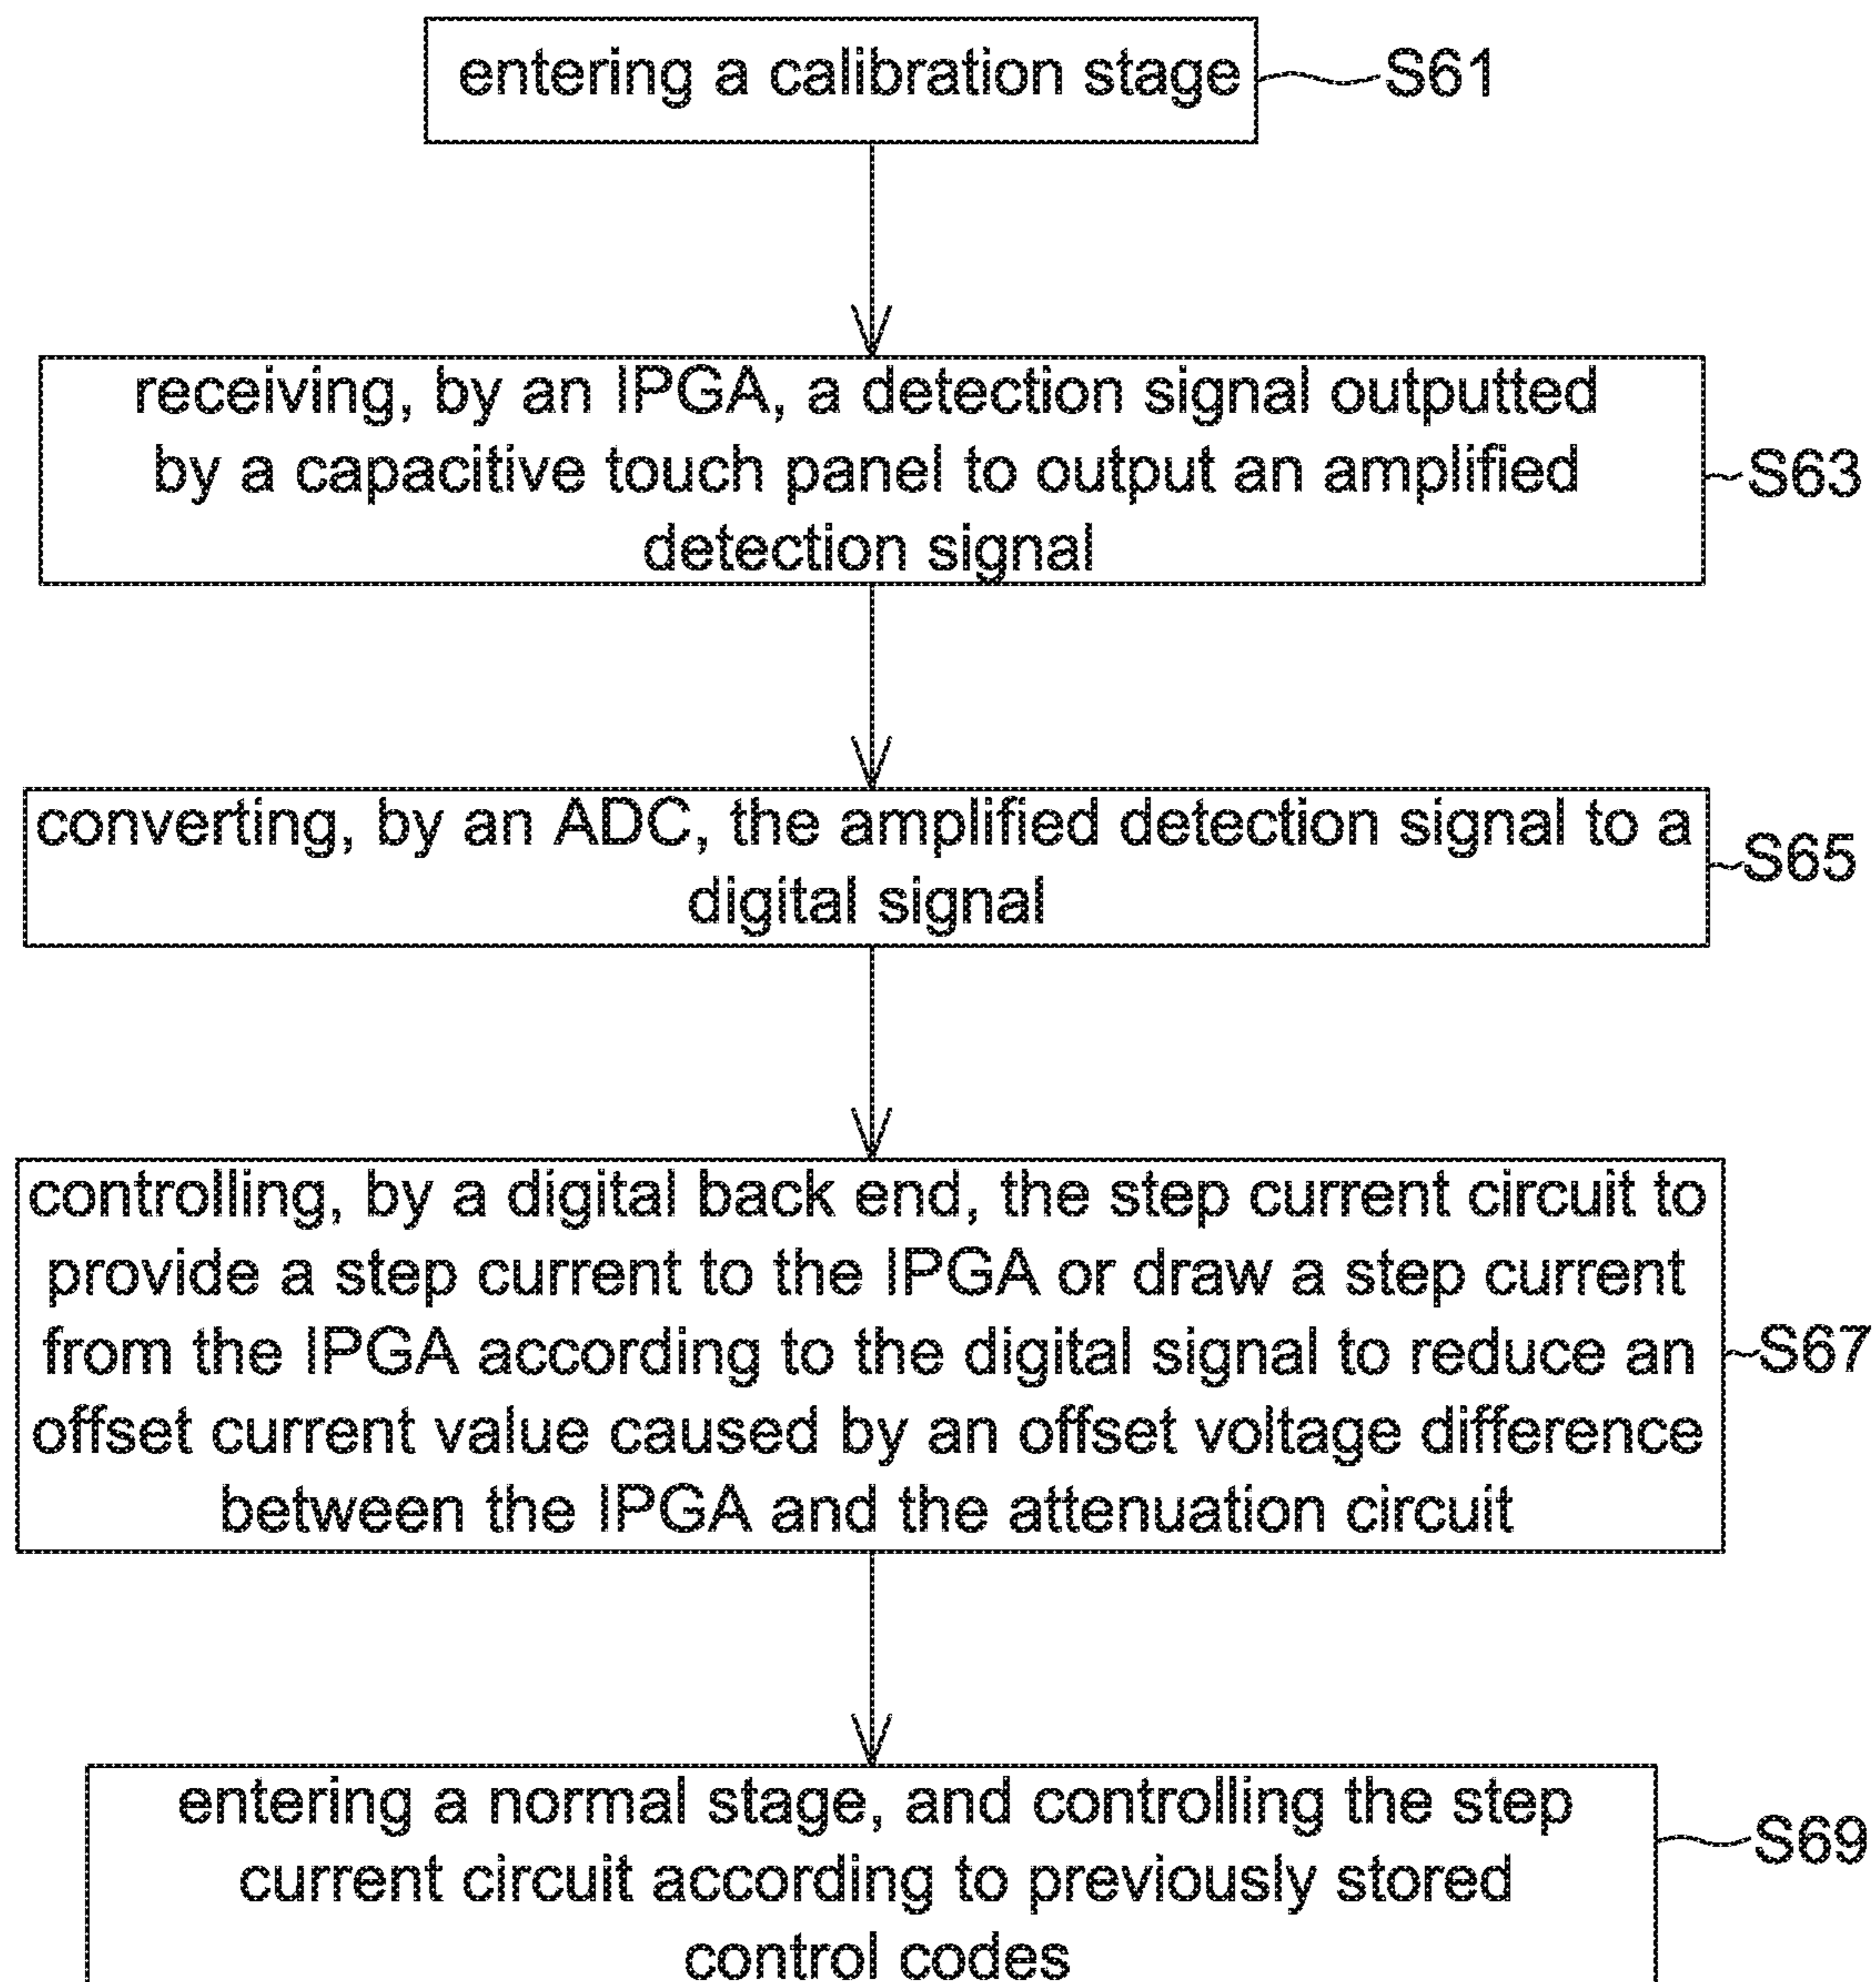 entering a calibration stage
S61
receiving, by an IPGA, a detection signal outputted
by a capacitive touch panel to output an amplified
detection signal
S63
converting, by an ADC, the amplified detection signal to a
digital signal
S65
controlling, by a digital back end, the step current circuit to
provide a step current to the IPGA or draw a step current
from the IPGA according to the digital signal to reduce an
offset current value caused by an offset voltage difference
between the IPGA and the attenuation circuit
S67
entering a normal stage, and controlling the step
current circuit according to previously stored
control codes
S69